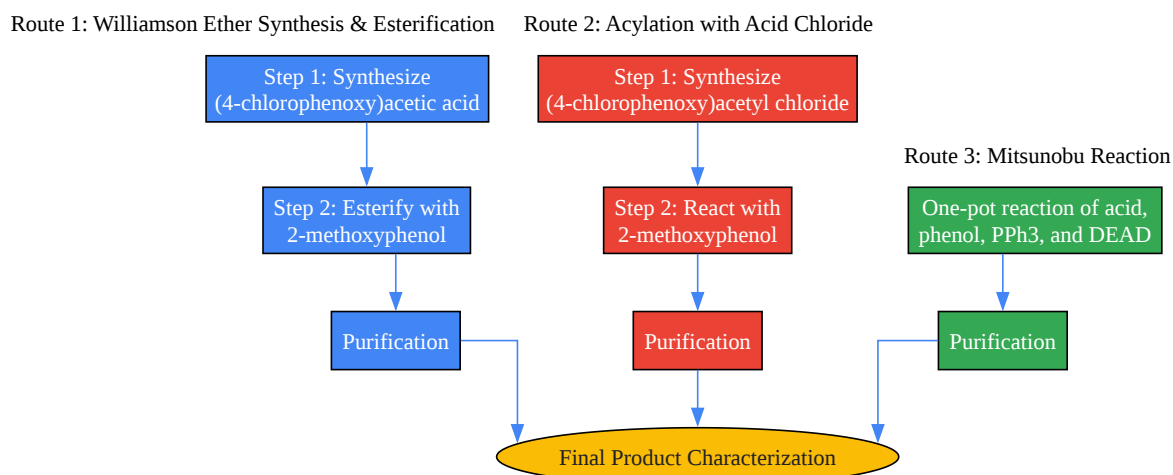 Route 1: Williamson Ether Synthesis & Esterification
Step 1: Synthesize
(4-chlorophenoxy)acetic acid
Step 2: Esterify with
2-methoxyphenol
Purification
Route 2: Acylation with Acid Chloride
Step 1: Synthesize
(4-chlorophenoxy)acetyl chloride
Step 2: React with
2-methoxyphenol
Purification
Route 3: Mitsunobu Reaction
One-pot reaction of acid,
phenol, PPh3, and DEAD
Purification
Final Product Characterization